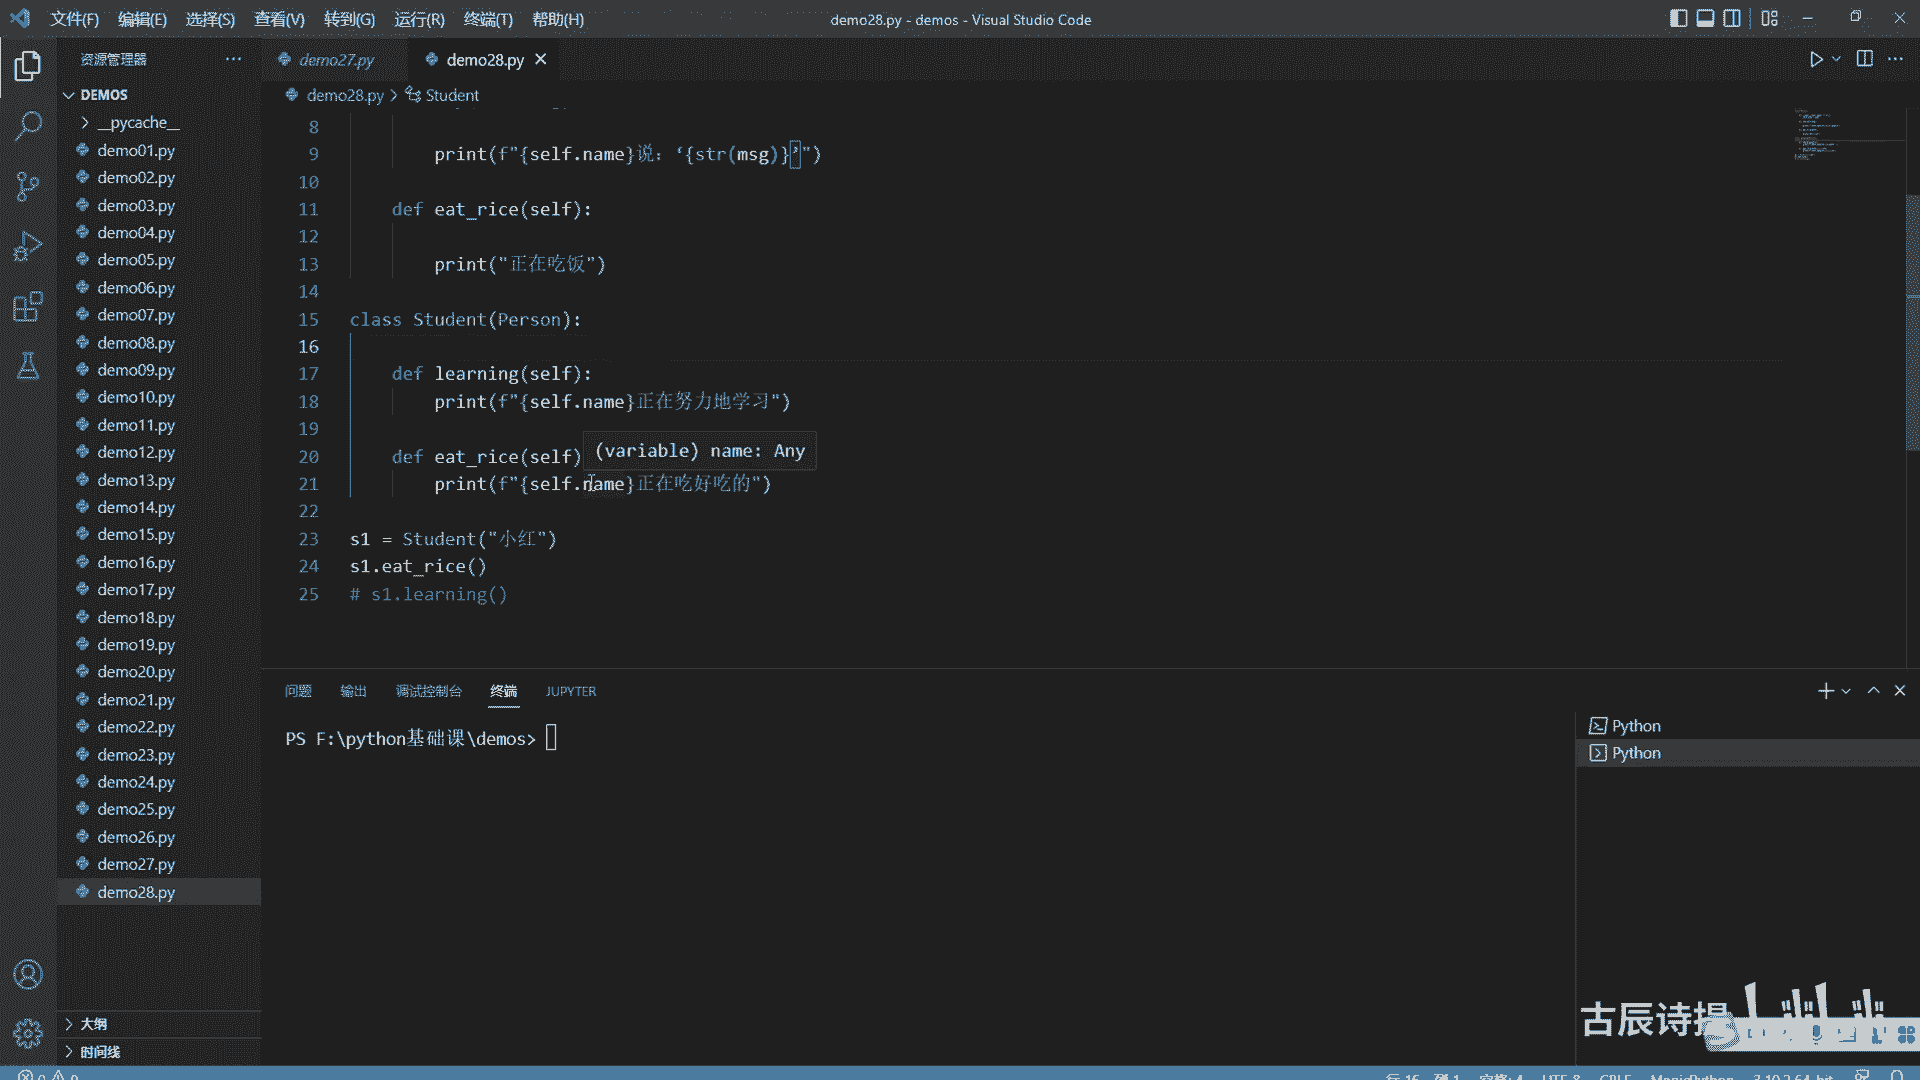 文件(F) 编辑(E) 选择(S) 查看(V) 转到(G) 运行(R) 终端(T) 帮助(H) demo28.py - demos - Visual Studio Code
资源管理器 demo27.py demo28.py
DEMOS demo28.py > Student
__pycache__
demo01.py
demo02.py
demo03.py
demo04.py
demo05.py
demo06.py
demo07.py
demo08.py
demo09.py
demo10.py
demo11.py
demo12.py
demo13.py
demo14.py
demo15.py
demo16.py
demo17.py
demo18.py
demo19.py
demo20.py
demo21.py
demo22.py
demo23.py
demo24.py
demo25.py
demo26.py
demo27.py
demo28.py
大纲
时间线
8
9 print(f"{self.name}说：‘{str(msg)}’")
10
11 def eat_rice(self):
12
13 print("正在吃饭")
14
15 class Student(Person):
16
17 def learning(self):
18 print(f"{self.name}正在努力地学习")
19
20 def eat_rice(self)
(variable) name: Any
21 print(f"{self.name}正在吃好吃的")
22
23 s1 = Student("小红")
24 s1.eat_rice()
25 # s1.learning()
问题 输出 调试控制台 终端 JUPYTER
PS F:\python基础课\demos>
Python
Python
古辰诗提